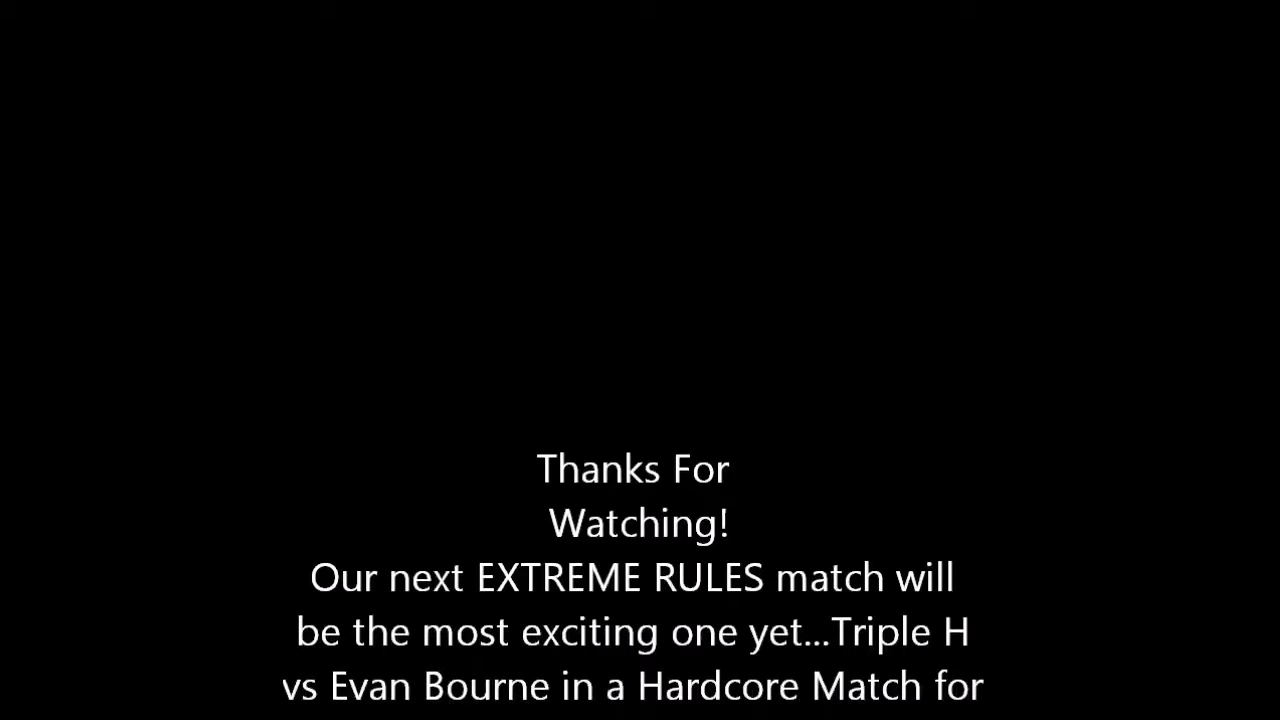 Thanks For
Watching!
Our next EXTREME RULES match will
be the most exciting one yet...Triple H
vs Evan Bourne in a Hardcore Match for